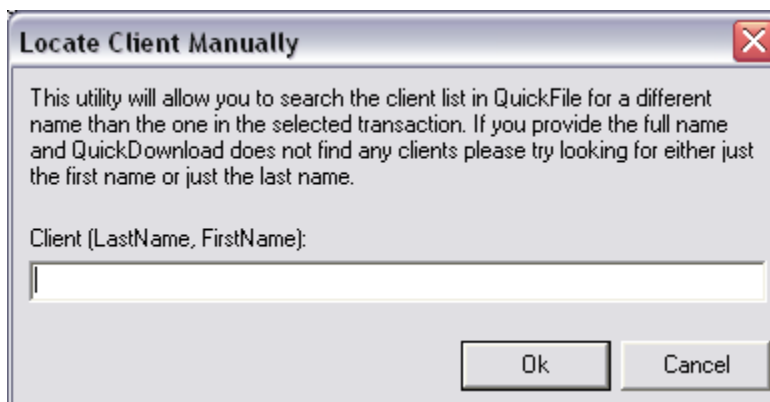 Locate Client Manually
This utility will allow you to search the client list in QuickFile for a different
name than the one in the selected transaction. If you provide the full name
and QuickDownload does not find any clients please try looking for either just
the first name or just the last name.
Client (LastName, FirstName):
Ok Cancel